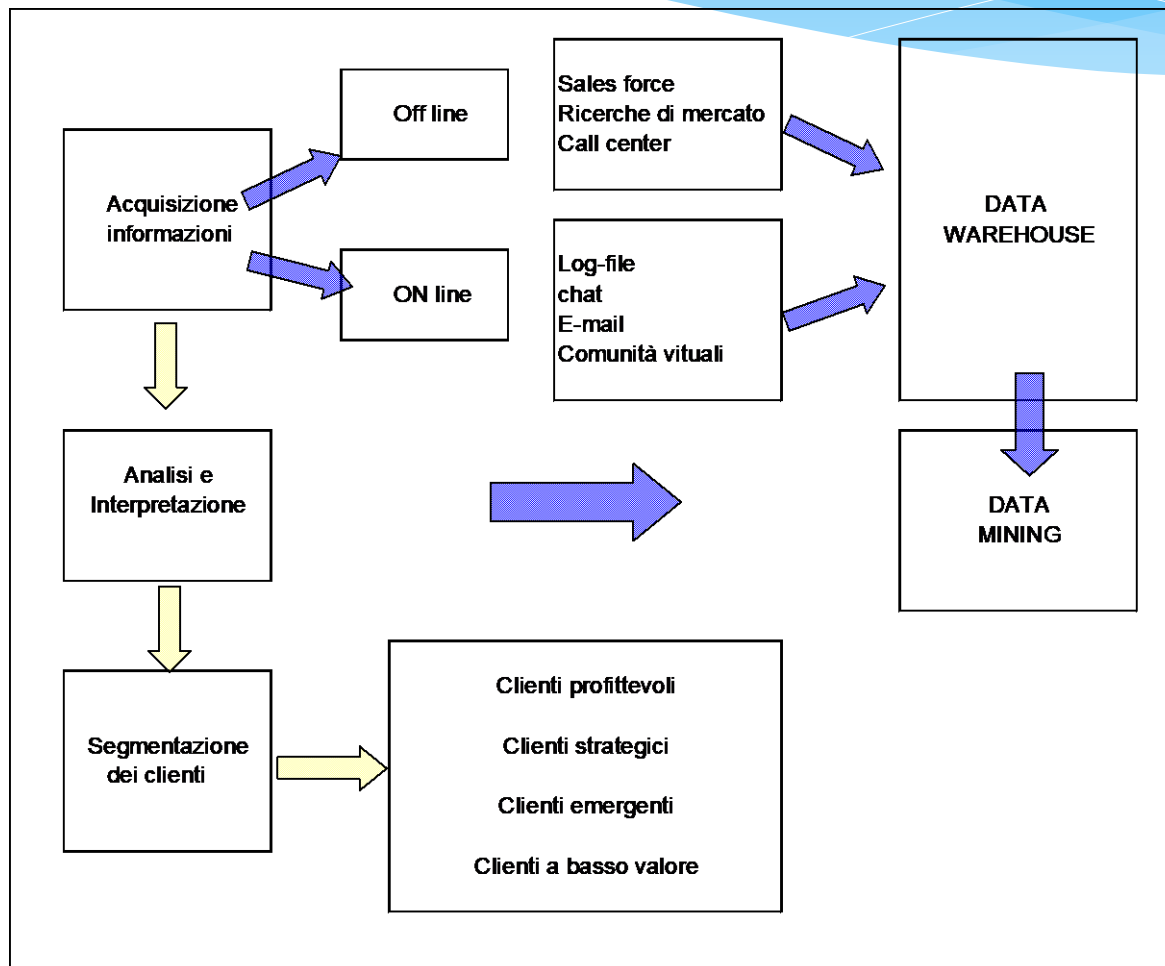 Off line
Sales force
Ricerche di mercato
Call center
Acquisizione
informazioni
DATA
WAREHOUSE
ON line
Log-file
chat
E-mail
Comunità vituali
Analisi e
Interpretazione
DATA
MINING
Segmentazione
dei clienti
Clienti profittevoli
Clienti strategici
Clienti emergenti
Clienti a basso valore